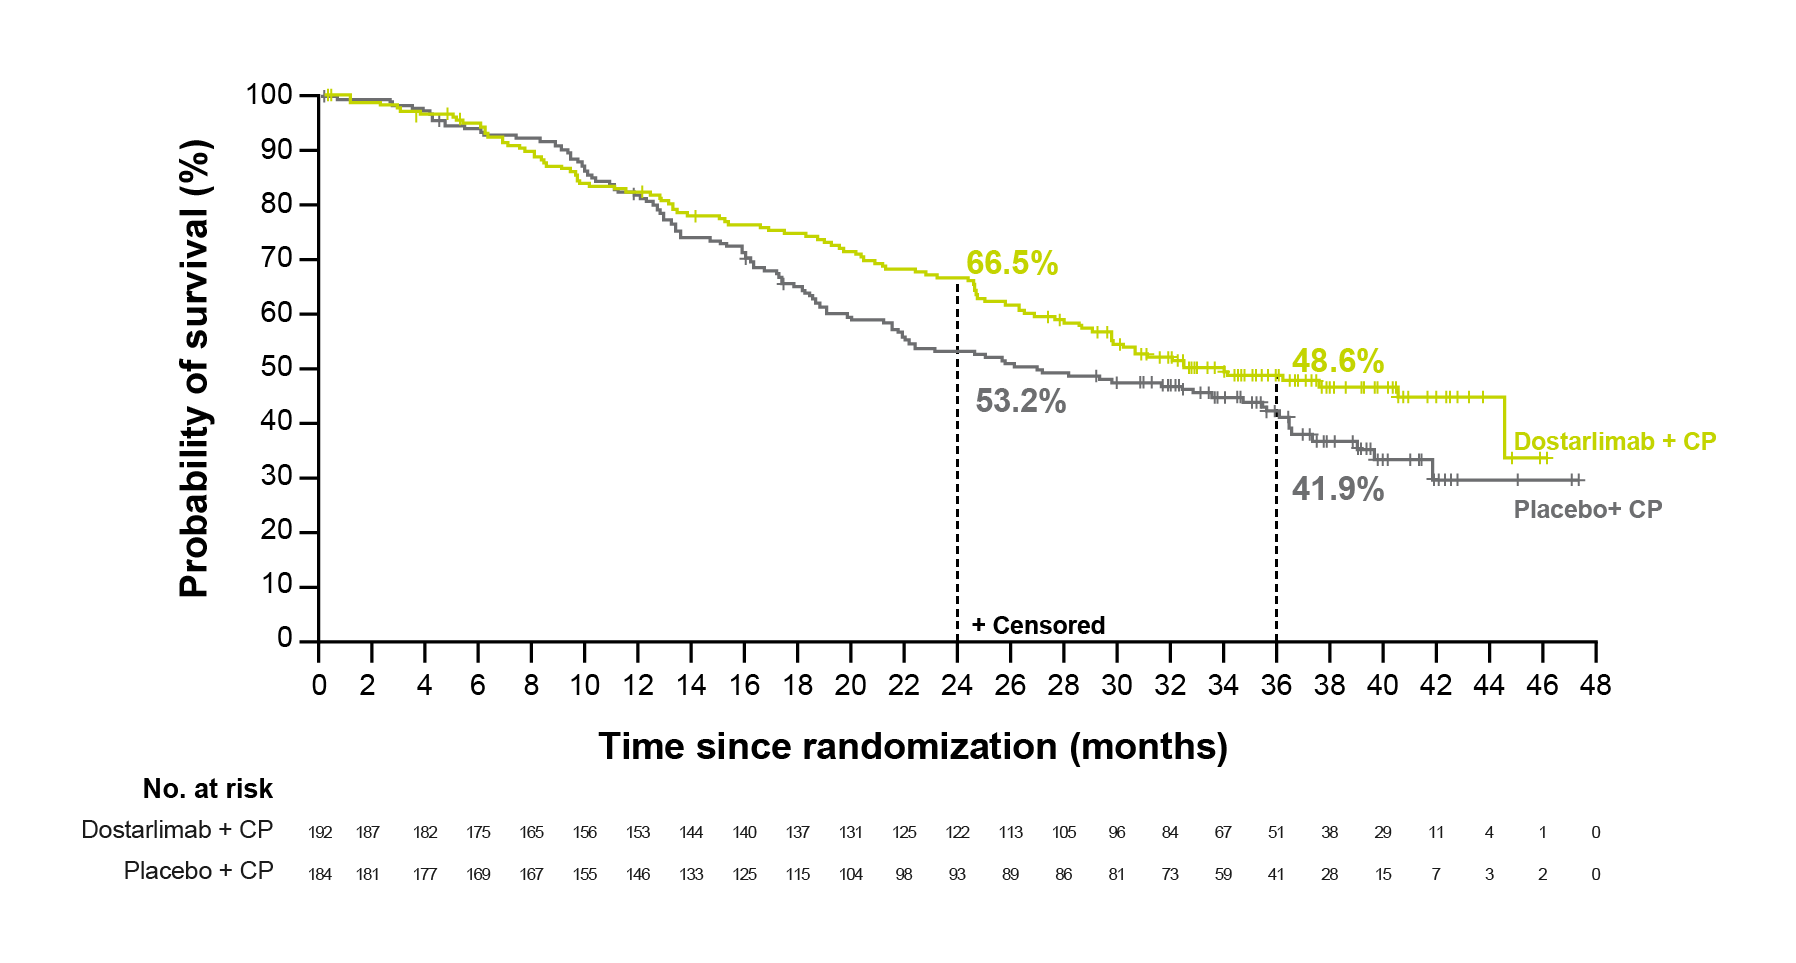 Probability of survival (%)
100
90
80
70
60
50
40
30
20
10
0
66.5%
53.2%
48.6%
41.9%
Dostarlimab + CP
Placebo+ CP
+ Censored
0 2 4 6 8 10 12 14 16 18 20 22 24 26 28 30 32 34 36 38 40 42 44 46 48
Time since randomization (months)
No. at risk
Dostarlimab + CP 192 187 182 175 165 156 153 144 140 137 131 125 122 113 105 96 84 67 51 38 29 11 4 1 0
Placebo + CP 184 181 177 169 167 155 146 133 125 115 104 98 93 89 86 81 73 59 41 28 15 7 3 2 0